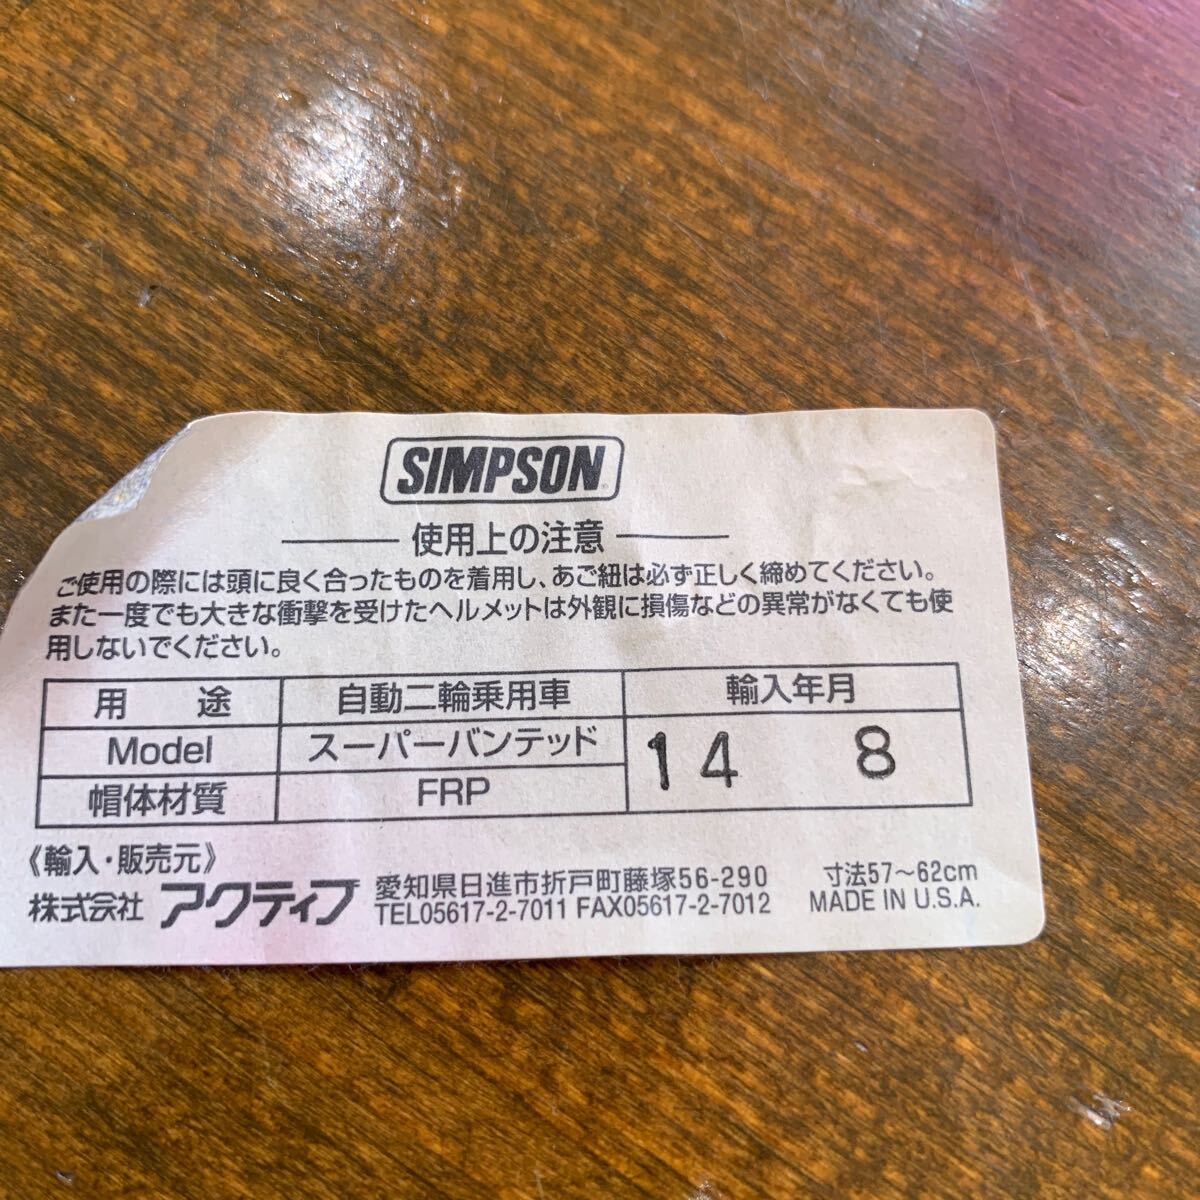 SIMPSON
使用上の注意
ご使用の際には頭に良く合ったものを着用し、あご紐は必ず正しく締めてください。
また一度でも大きな衝撃を受けたヘルメットは外観に損傷などの異常がなくても使
用しないでください。
用 途 自動二輪乗用車 輸入年月
Model スーパーバンテッド 14 8
帽体材質 FRP
《輸入・販売元》
株式会社 アクティブ
愛知県日進市折戸町藤塚56-290
TEL05617-2-7011 FAX05617-2-7012
寸法57～62cm
MADE IN U.S.A.